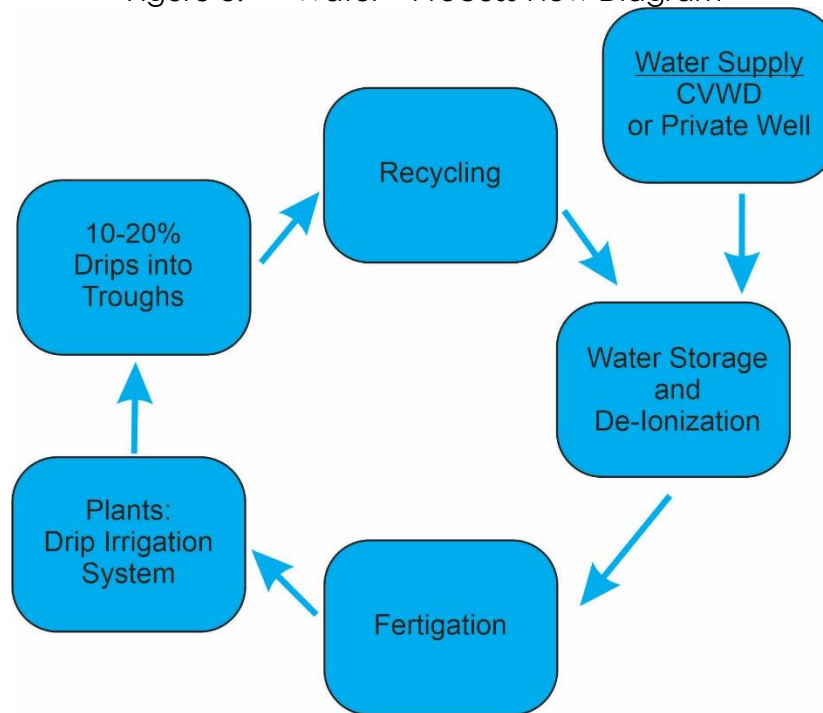 Water Supply
CVWD
or Private Well
Recycling
10-20%
Drips into
Troughs
Water Storage
and
De-Ionization
Plants:
Drip Irrigation
System
Fertigation